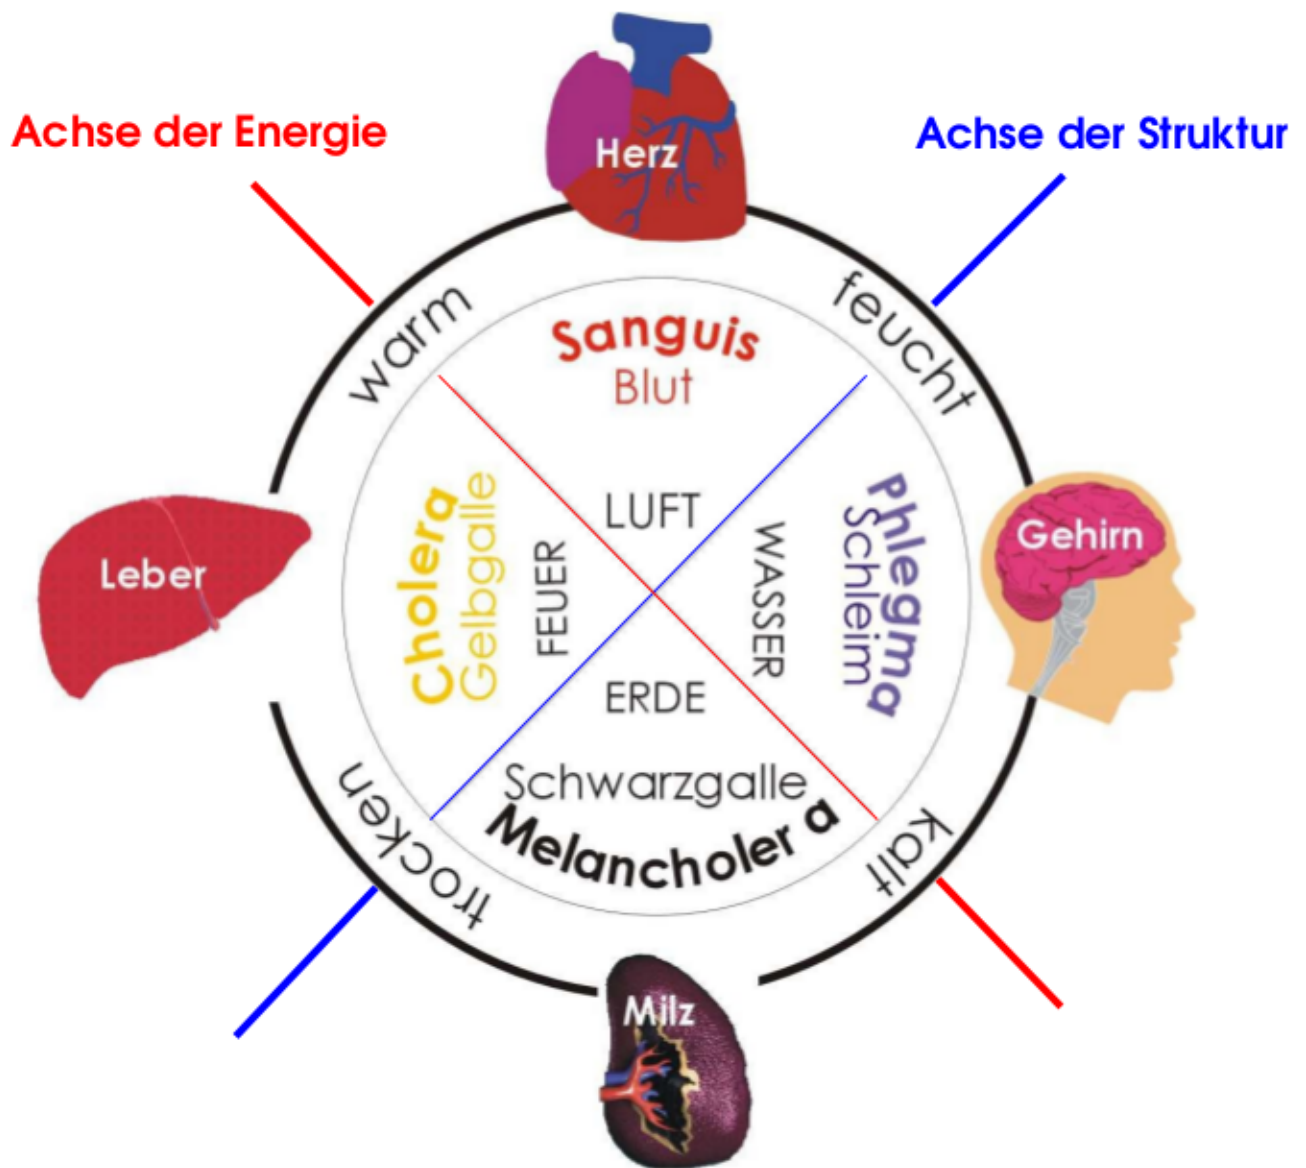 Achse der Energie
Achse der Struktur
Herz
warm
feucht
Sanguis
Blut
LUFT
Leber
Cholera
Gelbgalle
FEUER
WASSER
Schleim
Phlegma
Gehirn
ERDE
Schwarzgalle
Melancholer a
trocken
kalt
Milz